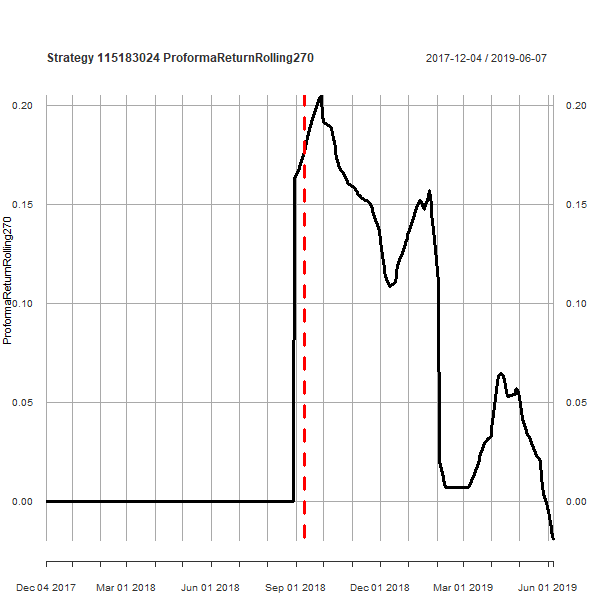 Strategy 115183024 ProformaReturnRolling270
2017-12-04 / 2019-06-07
0.20
0.20
0.15
0.15
ProformaReturnRolling270
0.10
0.10
0.05
0.05
0.00
0.00
Dec 04 2017
Mar 01 2018
Jun 01 2018
Sep 01 2018
Dec 01 2018
Mar 01 2019
Jun 01 2019